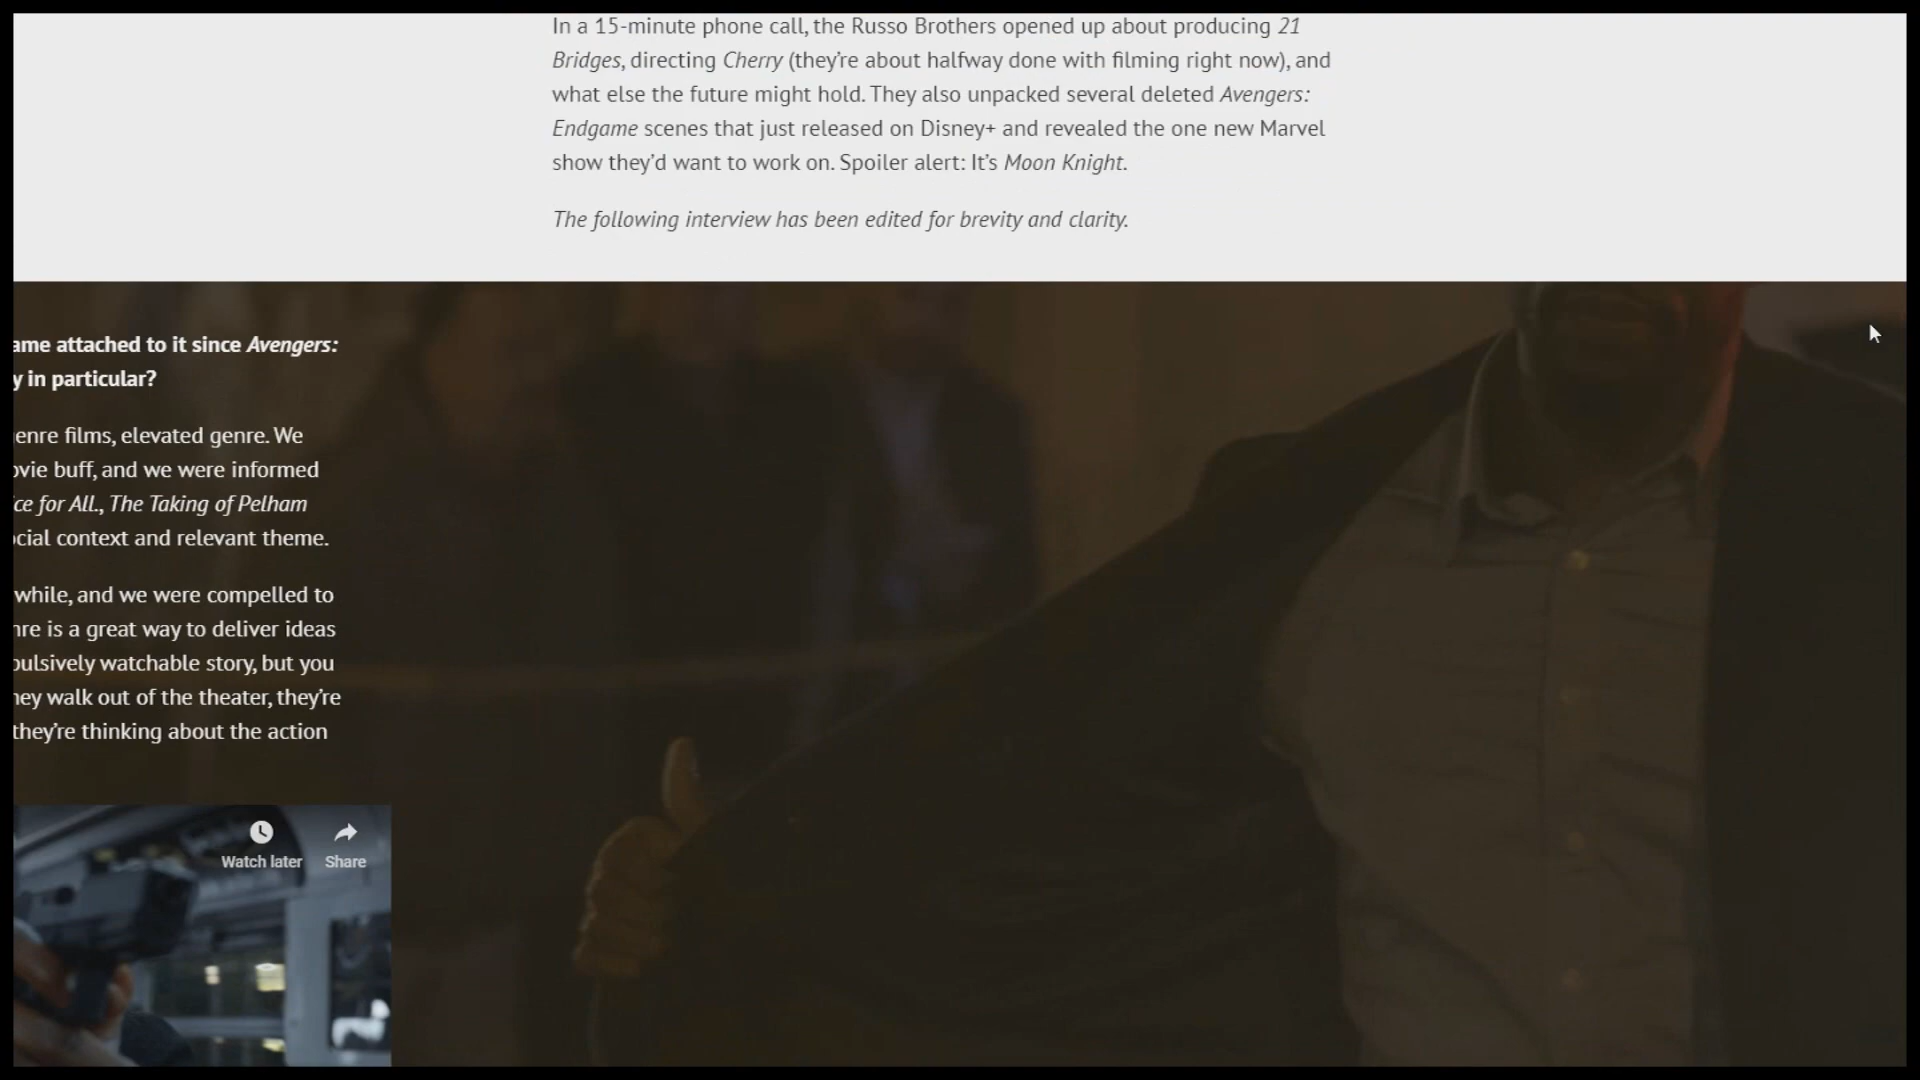 In a 15-minute phone call, the Russo Brothers opened up about producing 21
Bridges, directing Cherry (they're about halfway done with filming right now), and
what else the future might hold. They also unpacked several deleted Avengers:
Endgame scenes that just released on Disney+ and revealed the one new Marvel
show they'd want to work on. Spoiler alert: It's Moon Knight.
The following interview has been edited for brevity and clarity.
ame attached to it since Avengers:
y in particular?
enre films, elevated genre. We
ovie buff, and we were informed
ce for All., The Taking of Pelham
ocial context and relevant theme.
while, and we were compelled to
nre is a great way to deliver ideas
pulsively watchable story, but you
hey walk out of the theater, they're
they're thinking about the action
Watch later
Share